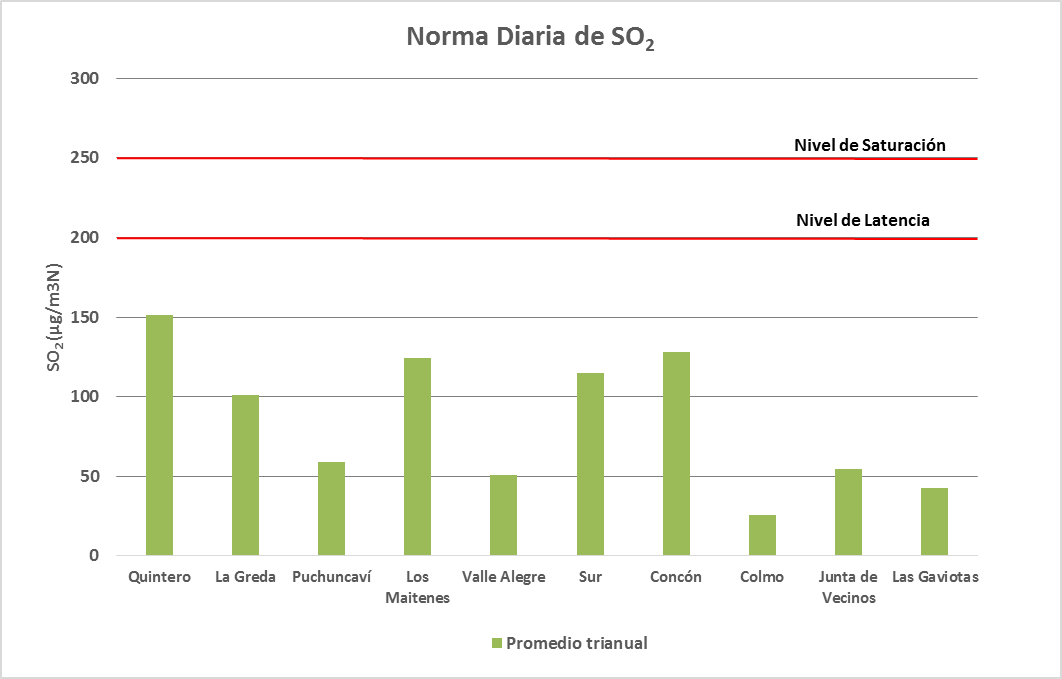 Norma Diaria de SO₂
300
250
200
150
100
50
0
SO₂ (µg/m3N)
Nivel de Saturación
Nivel de Latencia
Quintero
La Greda
Puchuncaví
Los
Maitenes
Valle Alegre
Sur
Concón
Colmo
Junta de
Vecinos
Las Gaviotas
Promedio trianual